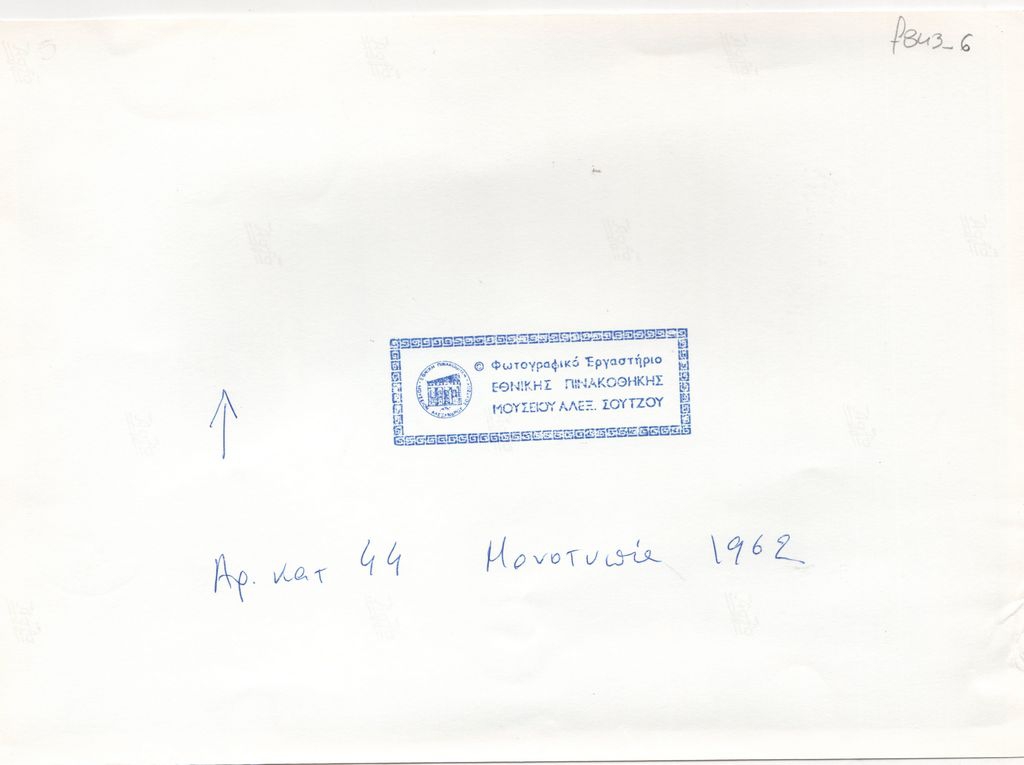 f843_6
© Φωτογραφικό Εργαστήριο
ΕΘΝΙΚΗΣ ΠΙΝΑΚΟΘΗΚΗΣ
ΜΟΥΣΕΙΟΥ ΑΛΕΞ. ΣΟΥΤΖΟΥ
Αρ. κατ 44 Μονοτυπία 1962